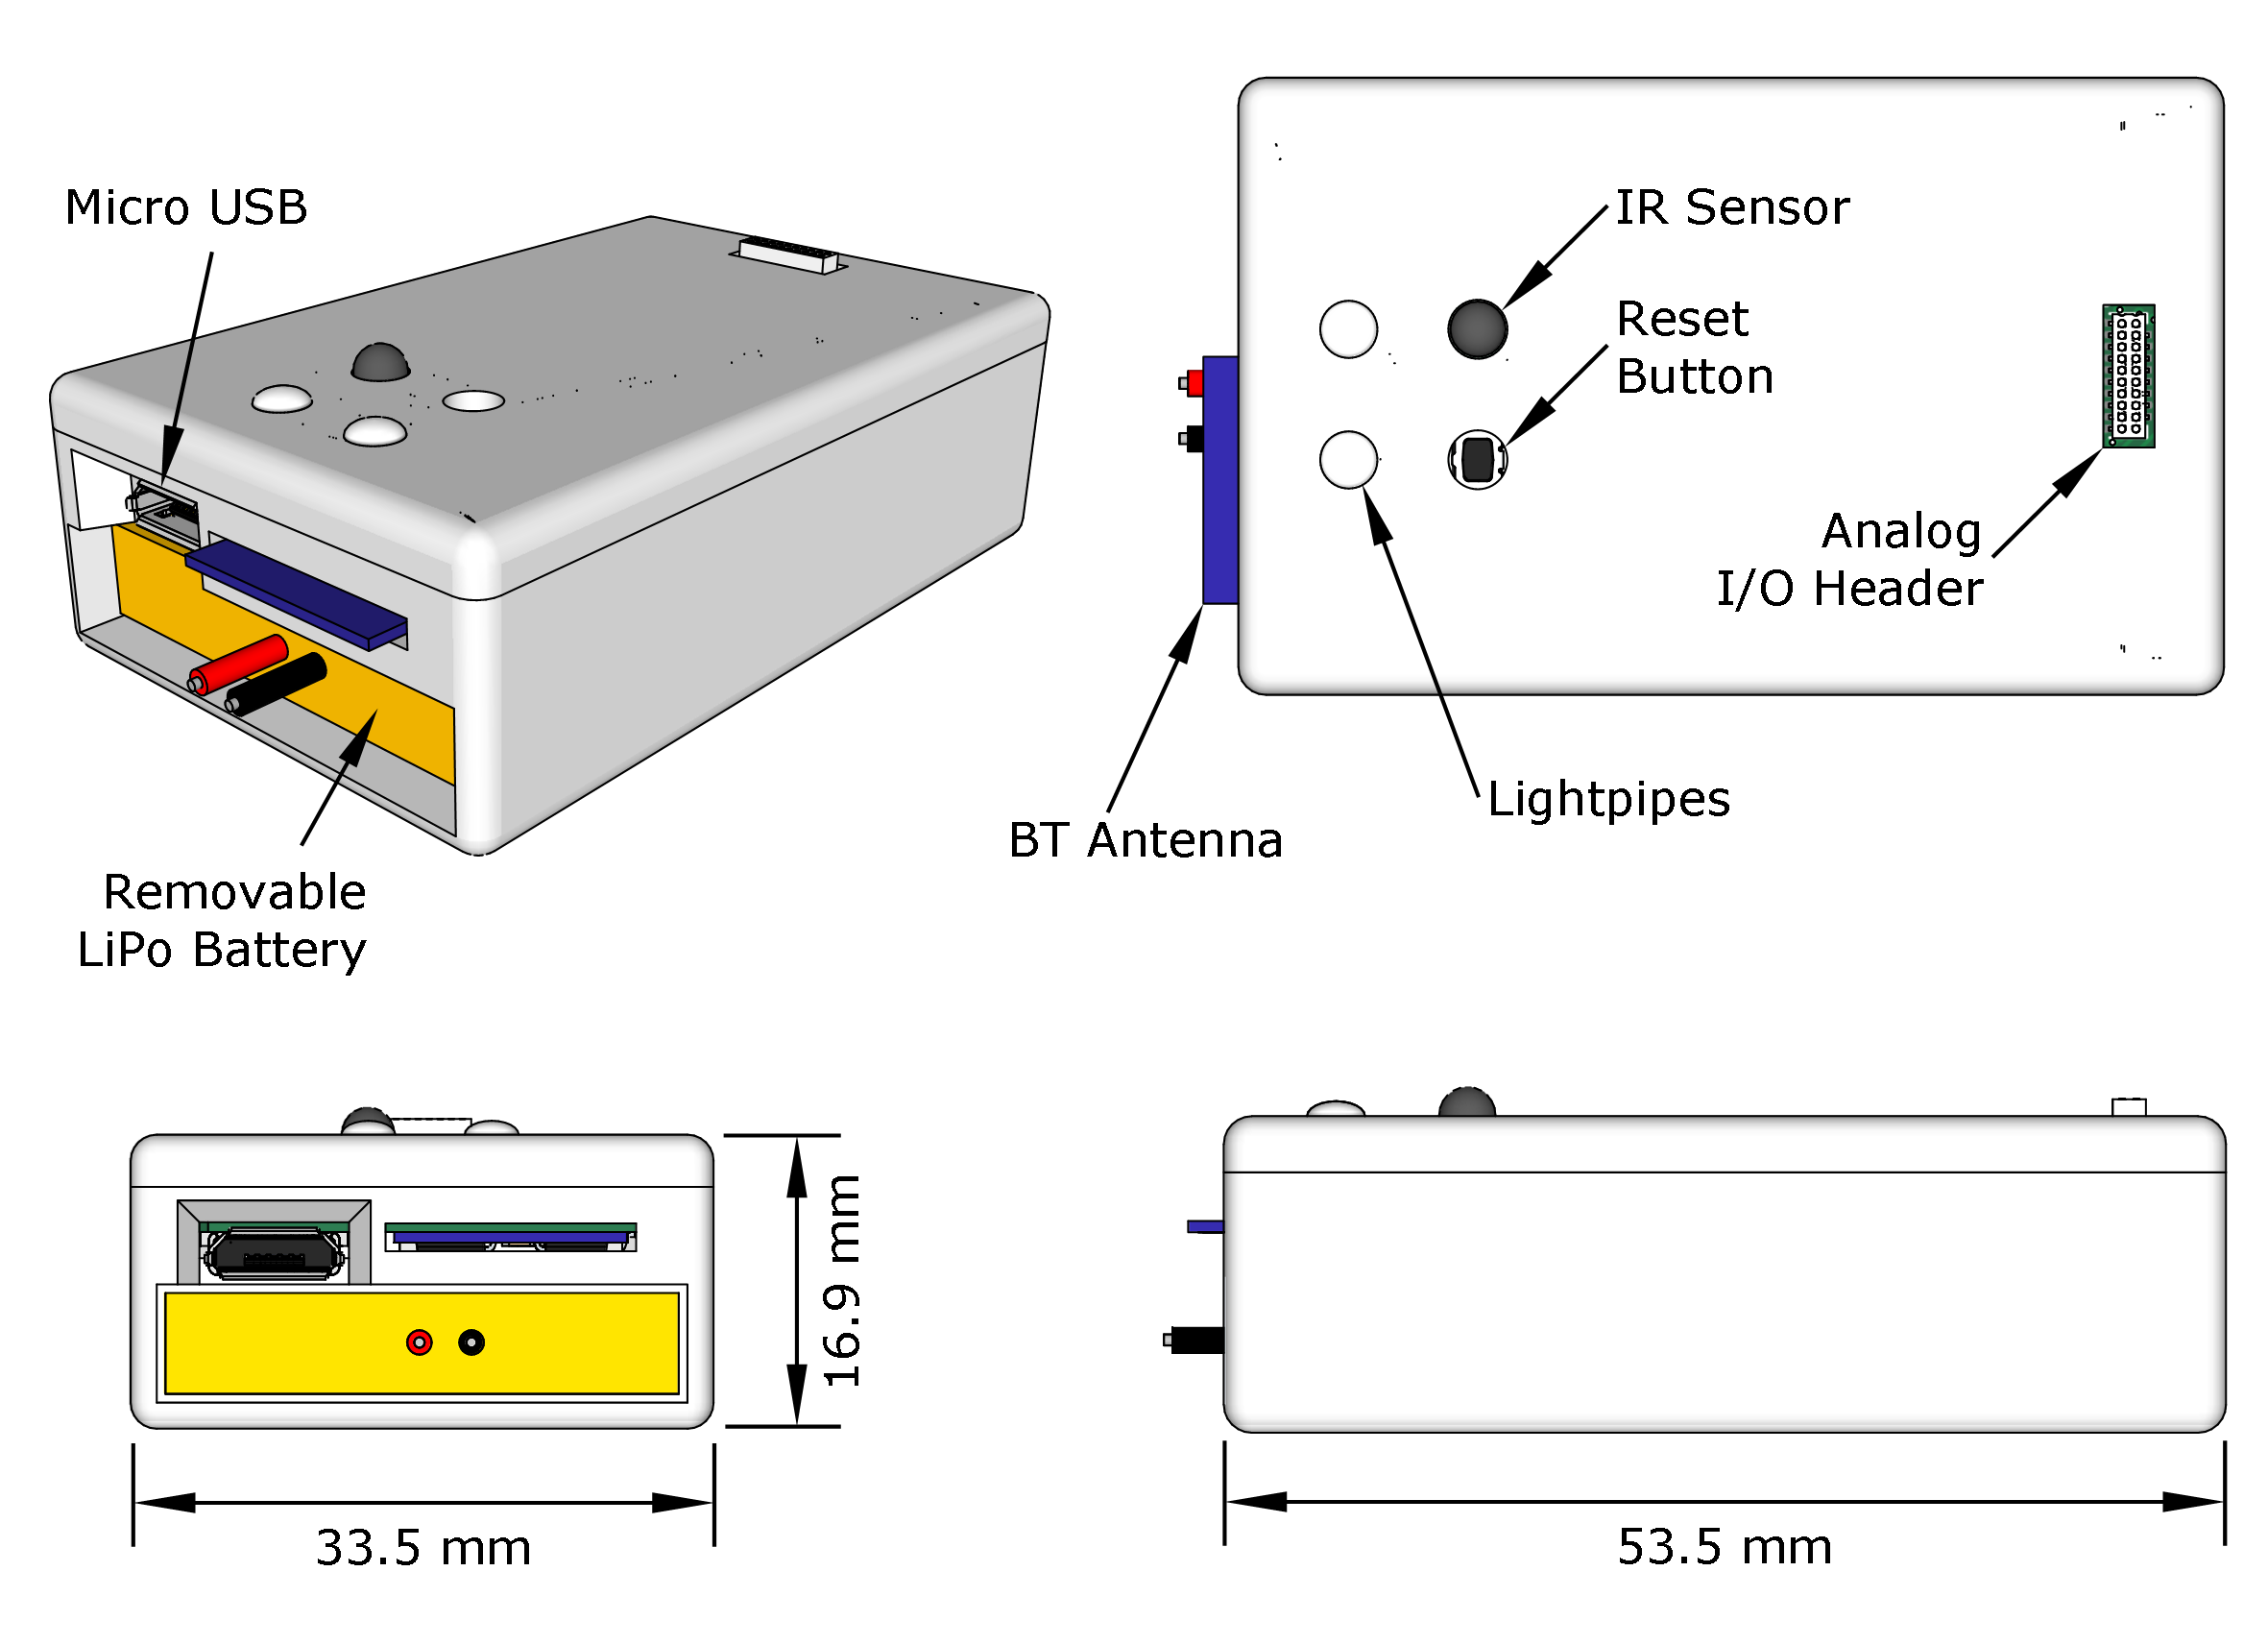 Micro USB
IR Sensor
Reset
Button
Analog
I/O Header
Lightpipes
BT Antenna
Removable
LiPo Battery
16.9 mm
33.5 mm
53.5 mm